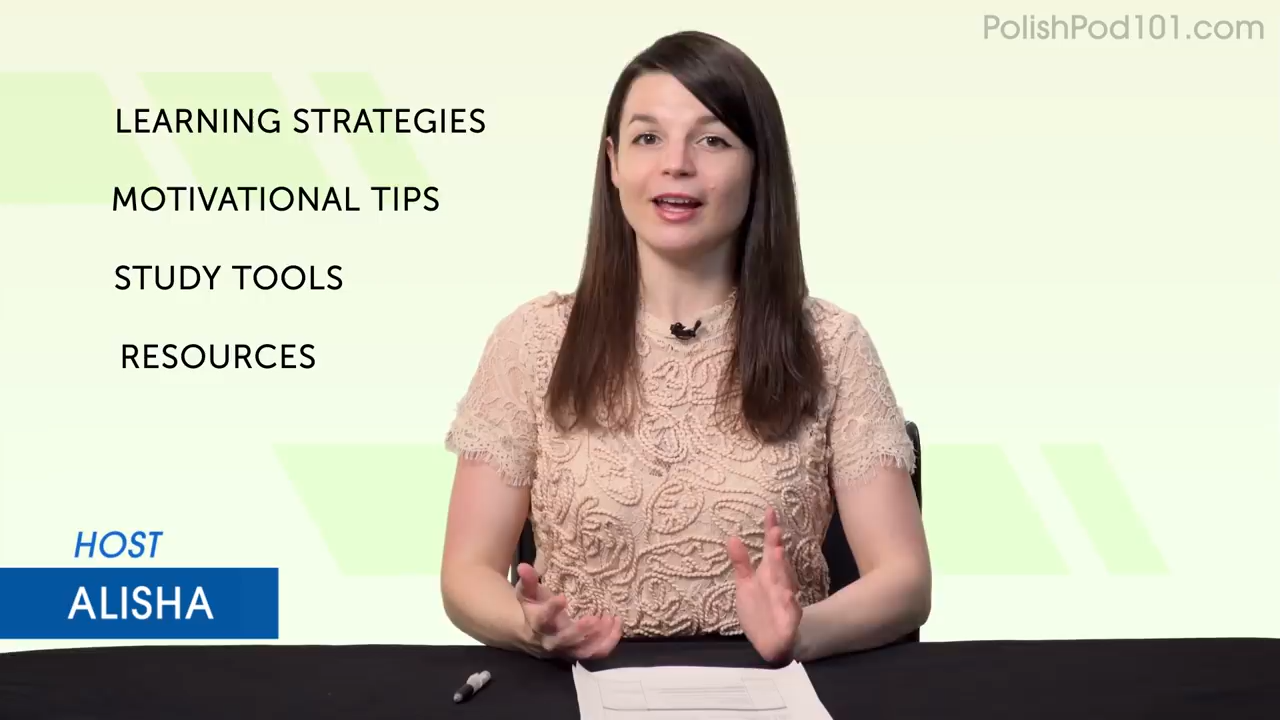 PolishPod101.com
LEARNING STRATEGIES
MOTIVATIONAL TIPS
STUDY TOOLS
RESOURCES
HOST
ALISHA